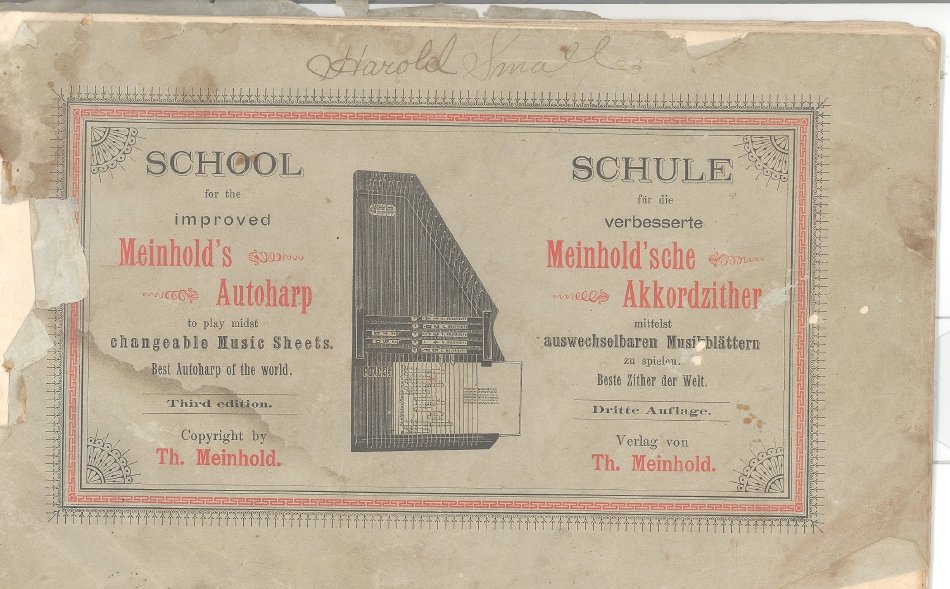 Harold Small
SCHOOL
for the
improved
Meinhold's
Autoharp
to play midst
changeable Music Sheets.
Best Autoharp of the world.
Third edition.
Copyright by
Th. Meinhold.
SCHULE
für die
verbesserte
Meinhold'sche
Akkordzither
mittelst
auswechselbaren Musikblättern
zu spielen.
Beste Zither der Welt.
Dritte Auflage.
Verlag von
Th. Meinhold.